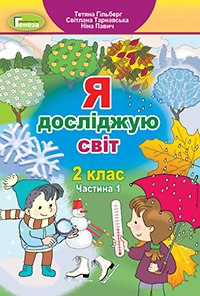 Генеза
Тетяна Гільберг
Світлана Тарнавська
Ніна Павич
Я
досліджую
світ
2 клас
Частина 1